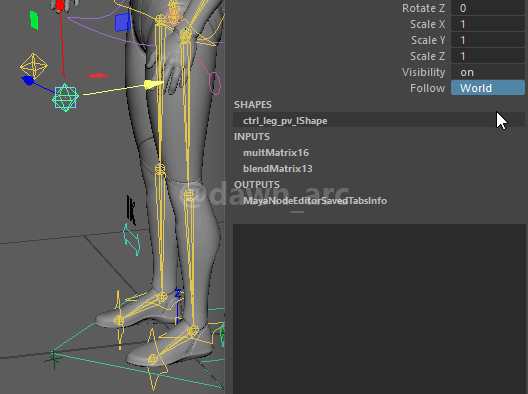 Rotate Z 0
Scale X 1
Scale Y 1
Scale Z 1
Visibility on
Follow World
SHAPES
ctrl_leg_pv_lShape
INPUTS
multMatrix16
blendMatrix13
OUTPUTS
MayaNodeEditorSavedTabsInfo
@dawn_arc
IK
Z